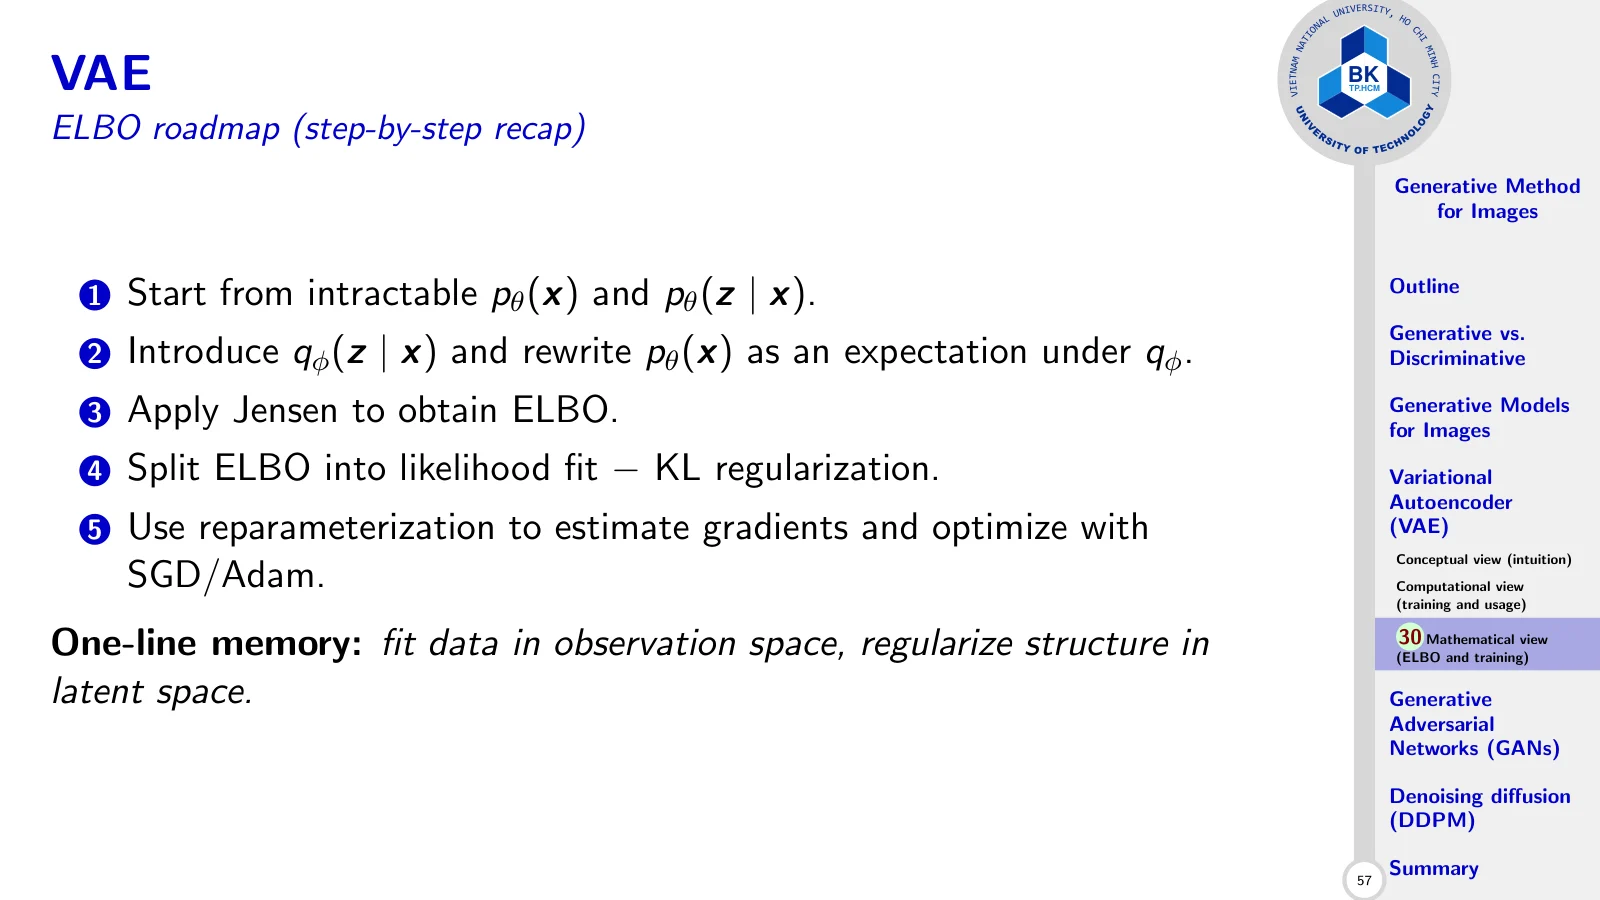 VAE
ELBO roadmap (step-by-step recap)
1 Start from intractable pθ(x) and pθ(z | x).
2 Introduce qϕ(z | x) and rewrite pθ(x) as an expectation under qϕ.
3 Apply Jensen to obtain ELBO.
4 Split ELBO into likelihood fit − KL regularization.
5 Use reparameterization to estimate gradients and optimize with
SGD/Adam.
One-line memory: fit data in observation space, regularize structure in
latent space.
VIETNAM NATIONAL UNIVERSITY, HO CHI MINH CITY
BK
TP.HCM
UNIVERSITY OF TECHNOLOGY
Generative Method
for Images
Outline
Generative vs.
Discriminative
Generative Models
for Images
Variational
Autoencoder
(VAE)
Conceptual view (intuition)
Computational view
(training and usage)
30 Mathematical view
(ELBO and training)
Generative
Adversarial
Networks (GANs)
Denoising diffusion
(DDPM)
Summary
57